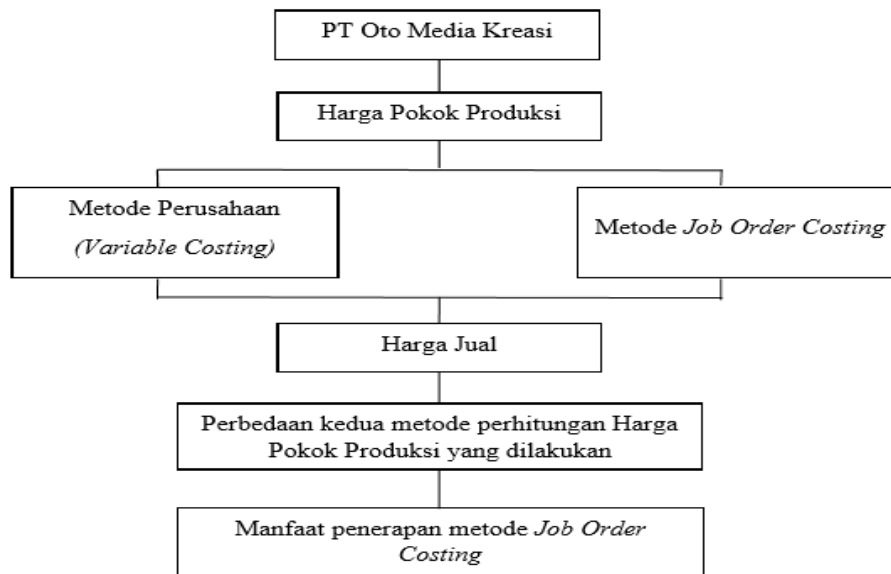 PT Oto Media Kreasi
Harga Pokok Produksi
Metode Perusahaan
(Variable Costing)
Metode Job Order Costing
Harga Jual
Perbedaan kedua metode perhitungan Harga
Pokok Produksi yang dilakukan
Manfaat penerapan metode Job Order
Costing